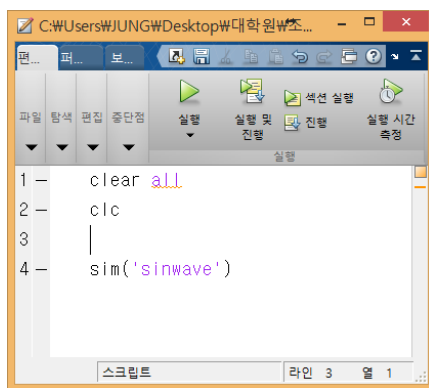 C:₩Users₩JUNG₩Desktop₩대학원₩조...
편... 퍼... 보...
파일 탐색 편집 중단점 실행 실행 및 진행 섹션 실행 진행 실행 시간 측정
실행
1 – clear all
2 – clc
3
4 – sim('sinwave')
스크립트 라인 3 열 1